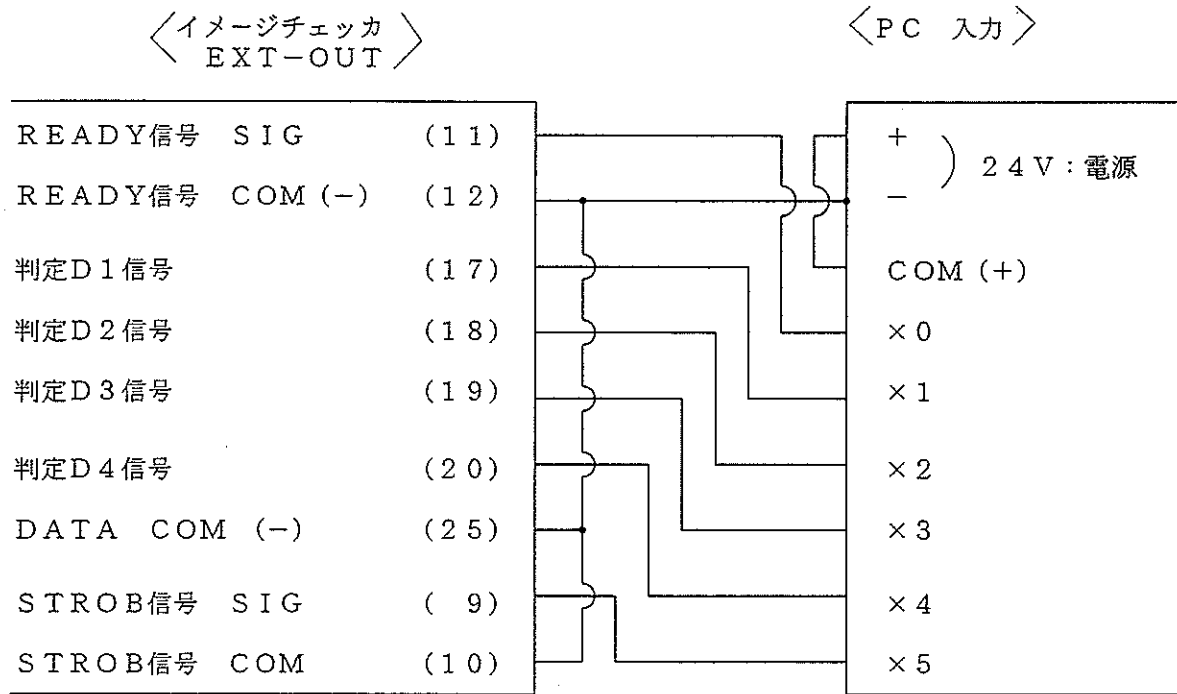 〈イメージチェッカ
EXT−OUT〉
〈PC 入力〉
READY信号 SIG (11)
READY信号 COM(−) (12)
判定D1信号 (17)
判定D2信号 (18)
判定D3信号 (19)
判定D4信号 (20)
DATA COM (−) (25)
STROB信号 SIG ( 9)
STROB信号 COM (10)
+
−
) 24V:電源
COM (+)
×0
×1
×2
×3
×4
×5